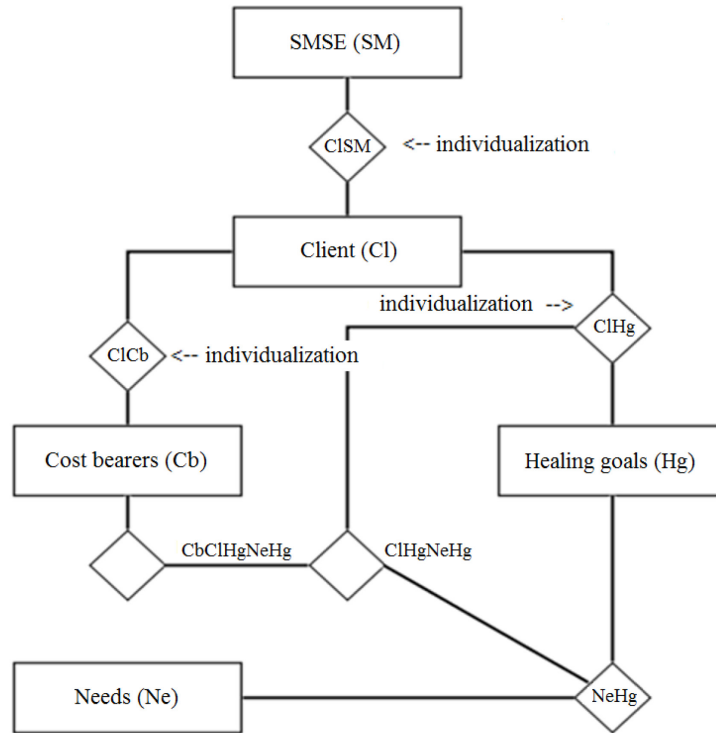 SMSE (SM)
ClSM
<-- individualization
Client (Cl)
individualization -->
ClHg
ClCb
<-- individualization
Cost bearers (Cb)
Healing goals (Hg)
CbClHgNeHg
ClHgNeHg
Needs (Ne)
NeHg